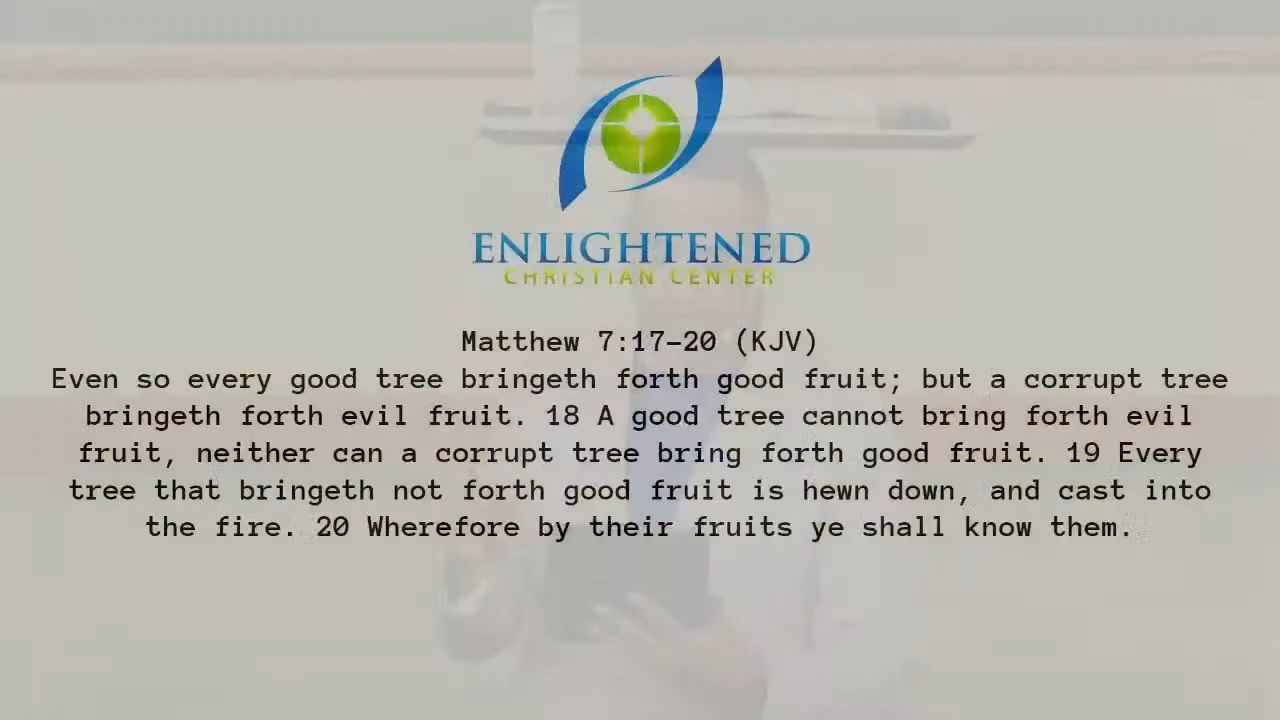 ENLIGHTENED
CHRISTIAN CENTER
Matthew 7:17-20 (KJV)
Even so every good tree bringeth forth good fruit; but a corrupt tree
bringeth forth evil fruit. 18 A good tree cannot bring forth evil
fruit, neither can a corrupt tree bring forth good fruit. 19 Every
tree that bringeth not forth good fruit is hewn down, and cast into
the fire. 20 Wherefore by their fruits ye shall know them.